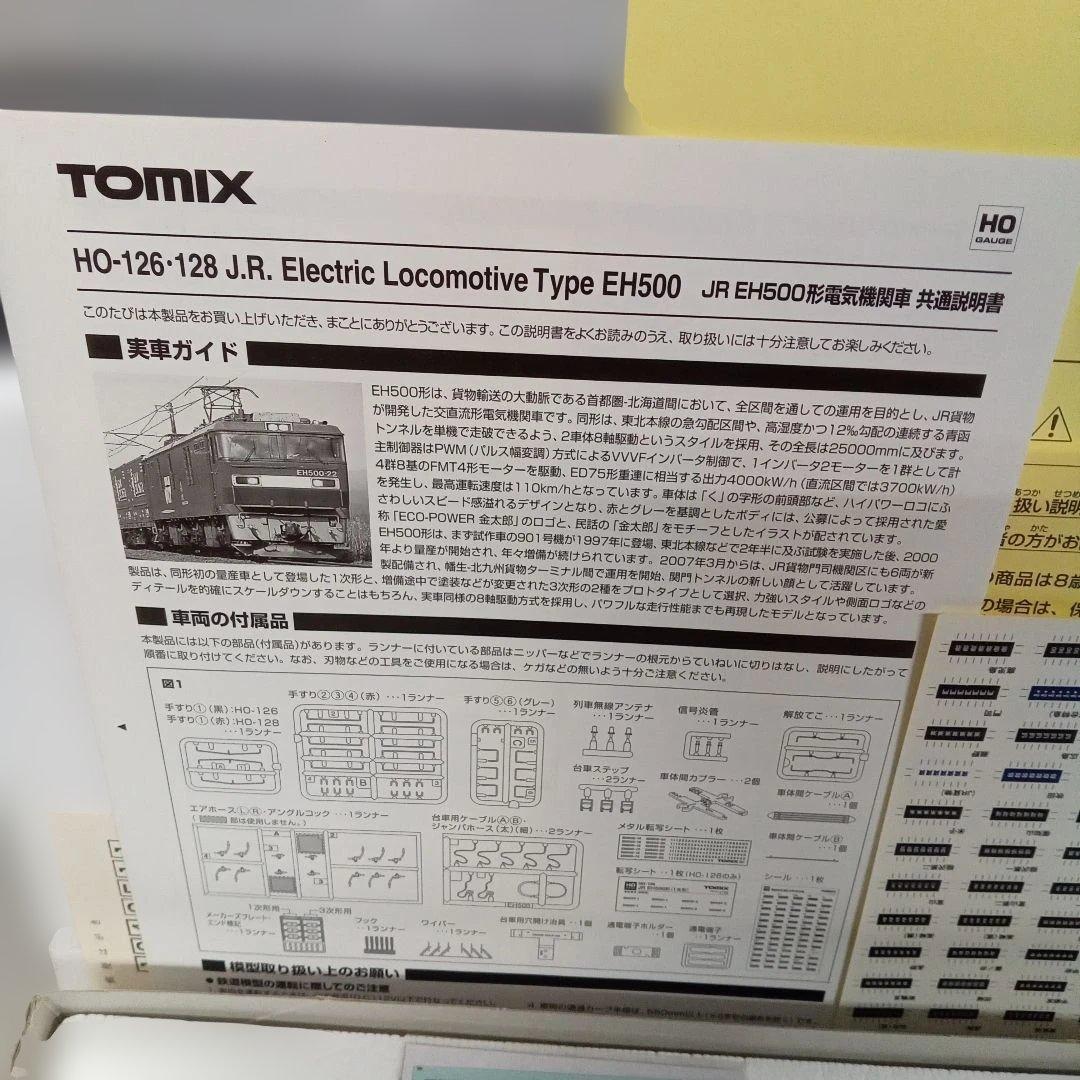 TOMIX
HO
GAUGE
HO-126・128 J.R. Electric Locomotive Type EH500 JR EH500形電気機関車 共通説明書
このたびは本製品をお買い上げいただき、まことにありがとうございます。この説明書をよくお読みのうえ、取り扱いには十分注意してお楽しみください。
実車ガイド
EH500形は、貨物輸送の大動脈である首都圏-北海道間において、全区間を通しての運用を目的とし、JR貨物
が開発した交直流形電気機関車です。同形は、東北本線の急勾配区間や、高湿度かつ12‰勾配の連続する青函
トンネルを単機で走破できるよう、2車体8軸駆動というスタイルを採用、その全長は25000mmに及びます。
主制御器はPWM(パルス幅変調)方式によるVVVFインバータ制御で、1インバータ2モーターを1群として計
4群8基のFMT4形モーターを駆動、ED75形重連に相当する出力4000kW/h(直流区間では3700kW/h)
を発生し、最高運転速度は110km/hとなっています。車体は「く」の字形の前頭部など、ハイパワーロコにふ
さわしいスピード感溢れるデザインとなり、赤とグレーを基調としたボディには、公募によって採用された愛
称「ECO-POWER 金太郎」のロゴと、民話の「金太郎」をモチーフとしたイラストが配されています。
EH500形は、まず試作車の901号機が1997年に登場、東北本線などで2年半に及ぶ試験を実施した後、2000
年より量産が開始され、年々増備が続けられています。2007年3月からは、JR貨物門司機関区にも6両が新
製配備され、幡生-北九州貨物ターミナル間で運用を開始、関門トンネルの新しい顔として活躍しています。
製品は、同形初の量産車として登場した1次形と、増備途中で塗装などが変更された3次形の2種をプロトタイプとして選択、力強いスタイルや側面ロゴなどの
ディテールを的確にスケールダウンすることはもちろん、実車同様の8軸駆動方式を採用し、パワフルな走行性能までも再現したモデルとなっています。
EH500-22
車両の付属品
本製品には以下の部品(付属品)があります。ランナーに付いている部品はニッパーなどでランナーの根元からていねいに切りはなし、説明にしたがって
順番に取り付けてください。なお、刃物などの工具をご使用になる場合は、ケガなどの無いよう十分ご注意ください。
図1
手すり①(黒):HO-126
手すり①(赤):HO-128
…1ランナー
手すり②③④(赤)…1ランナー
手すり⑤⑥(グレー)
…1ランナー
列車無線アンテナ
…1ランナー
信号炎管
…1ランナー
解放てこ…1ランナー
台車ステップ
…2ランナー
車体間カプラー…2個
車体間ケーブルⒶ
…1個
エアホースⓁⓇ・アングルコック…1ランナー
(部は使用しません。)
台車用ケーブルⒶⒷ・
ジャンパホース(太)(細)…2ランナー
メタル転写シート…1枚
車体間ケーブルⒷ
…1個
転写シート…1枚(HO-126のみ)
シール…1枚
1次形用
3次形用
メーカーズプレート・
エンド標記
…1ランナー
フック
…1ランナー
ワイパー
…1ランナー
台車用穴開け治具…1個
通電端子ホルダー
…1個
通電端子
…1ランナー
模型取り扱い上のお願い
● 鉄道模型の運転に際してのご注意
扱い説明
者の方がお
商品は8歳
の場合は、保